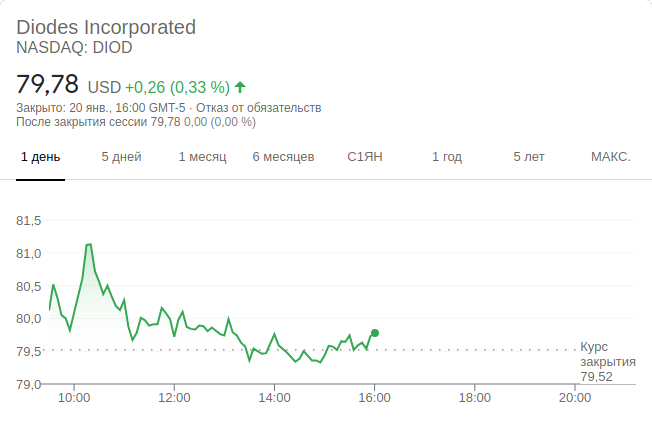 Diodes Incorporated
NASDAQ: DIOD
79,78 USD +0,26 (0,33 %) ↑
Закрыто: 20 янв., 16:00 GMT-5 · Отказ от обязательств
После закрытия сессии 79,78 0,00 (0,00 %)
1 день 5 дней 1 месяц 6 месяцев С1ЯН 1 год 5 лет МАКС.
81,5
81,0
80,5
80,0
79,5
79,0
Курс
закрытия
79,52
10:00 12:00 14:00 16:00 18:00 20:00